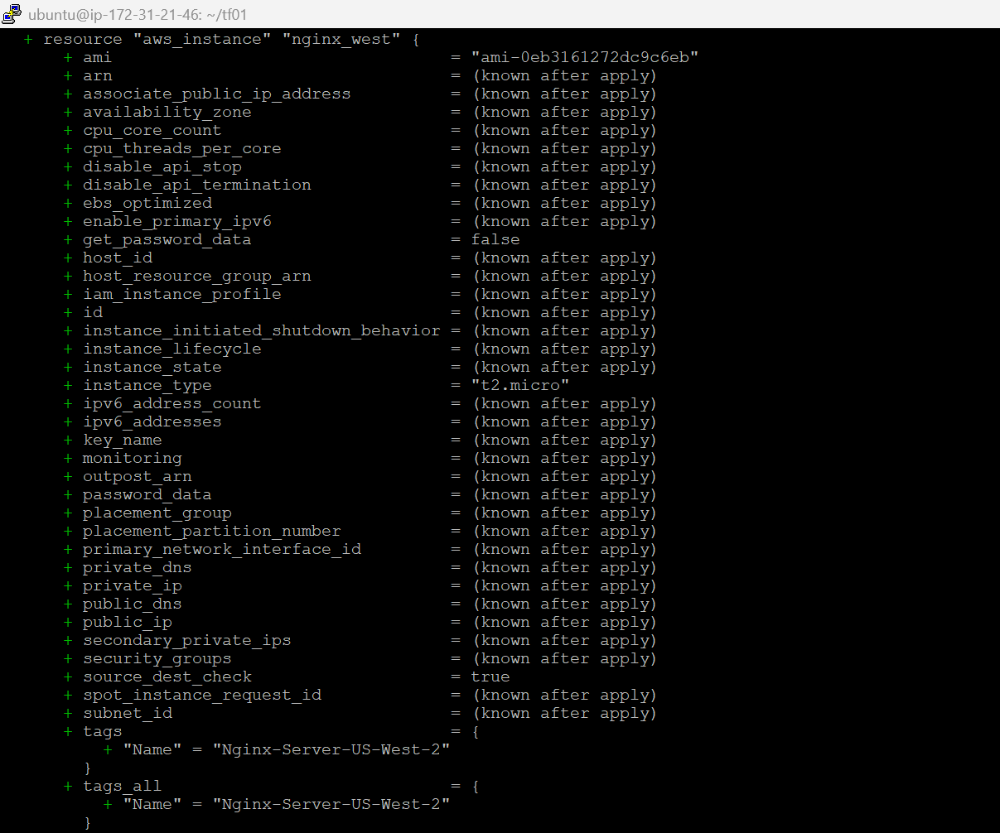 ubuntu@ip-172-31-21-46: ~/tf01
+ resource "aws_instance" "nginx_west" {
+ ami = "ami-0eb3161272dc9c6eb"
+ arn = (known after apply)
+ associate_public_ip_address = (known after apply)
+ availability_zone = (known after apply)
+ cpu_core_count = (known after apply)
+ cpu_threads_per_core = (known after apply)
+ disable_api_stop = (known after apply)
+ disable_api_termination = (known after apply)
+ ebs_optimized = (known after apply)
+ enable_primary_ipv6 = (known after apply)
+ get_password_data = false
+ host_id = (known after apply)
+ host_resource_group_arn = (known after apply)
+ iam_instance_profile = (known after apply)
+ id = (known after apply)
+ instance_initiated_shutdown_behavior = (known after apply)
+ instance_lifecycle = (known after apply)
+ instance_state = (known after apply)
+ instance_type = "t2.micro"
+ ipv6_address_count = (known after apply)
+ ipv6_addresses = (known after apply)
+ key_name = (known after apply)
+ monitoring = (known after apply)
+ outpost_arn = (known after apply)
+ password_data = (known after apply)
+ placement_group = (known after apply)
+ placement_partition_number = (known after apply)
+ primary_network_interface_id = (known after apply)
+ private_dns = (known after apply)
+ private_ip = (known after apply)
+ public_dns = (known after apply)
+ public_ip = (known after apply)
+ secondary_private_ips = (known after apply)
+ security_groups = (known after apply)
+ source_dest_check = true
+ spot_instance_request_id = (known after apply)
+ subnet_id = (known after apply)
+ tags = {
+ "Name" = "Nginx-Server-US-West-2"
}
+ tags_all = {
+ "Name" = "Nginx-Server-US-West-2"
}